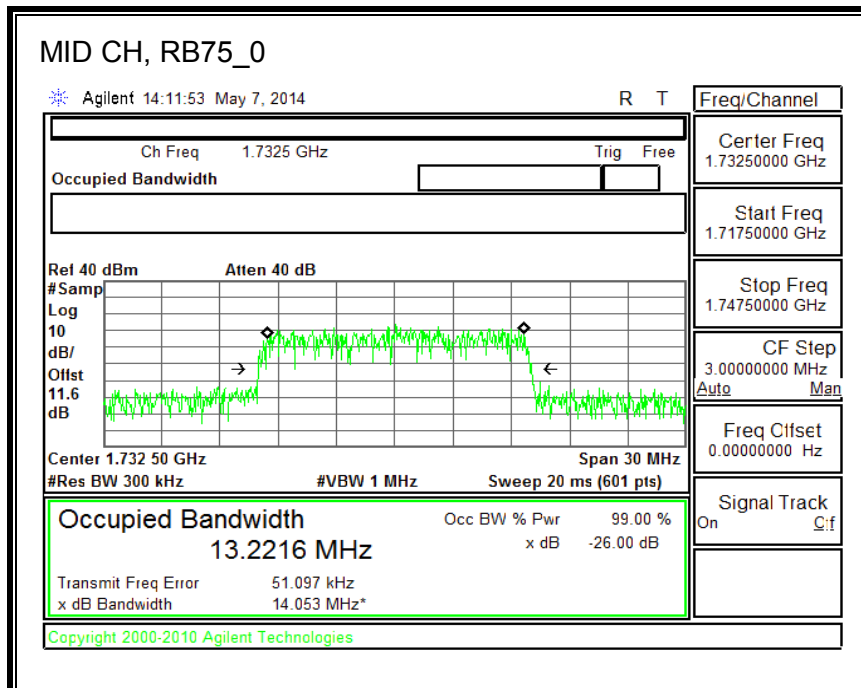 MID CH, RB75_0
Agilent 14:11:53 May 7, 2014 R T
Freq/Channel
Ch Freq 1.7325 GHz Trig Free
Occupied Bandwidth
Center Freq
1.73250000 GHz
Start Freq
1.71750000 GHz
Stop Freq
1.74750000 GHz
CF Step
3.00000000 MHz
Auto Man
Freq Offset
0.00000000 Hz
Signal Track
On Off
Ref 40 dBm Atten 40 dB
#Samp
Log
10
dB/
Offst
11.6
dB
Center 1.732 50 GHz Span 30 MHz
#Res BW 300 kHz #VBW 1 MHz Sweep 20 ms (601 pts)
Occupied Bandwidth
13.2216 MHz
Occ BW % Pwr 99.00 %
x dB -26.00 dB
Transmit Freq Error 51.097 kHz
x dB Bandwidth 14.053 MHz*
Copyright 2000-2010 Agilent Technologies